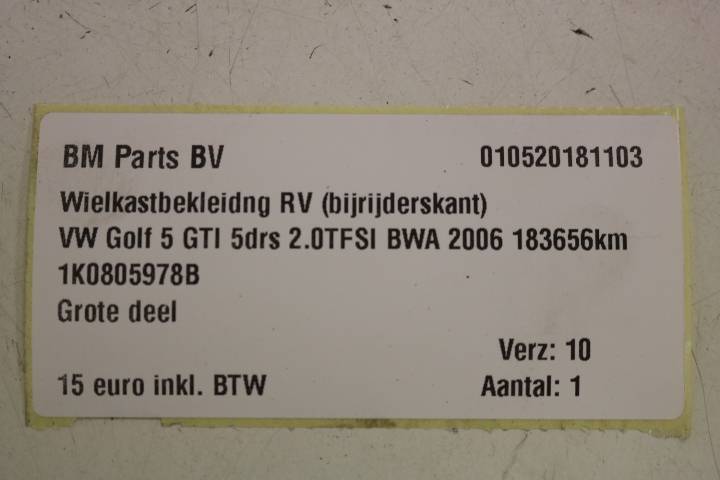 BM Parts BV 010520181103
Wielkastbekleidng RV (bijrijderskant)
VW Golf 5 GTI 5drs 2.0TFSI BWA 2006 183656km
1K0805978B
Grote deel
Verz: 10
15 euro inkl. BTW Aantal: 1